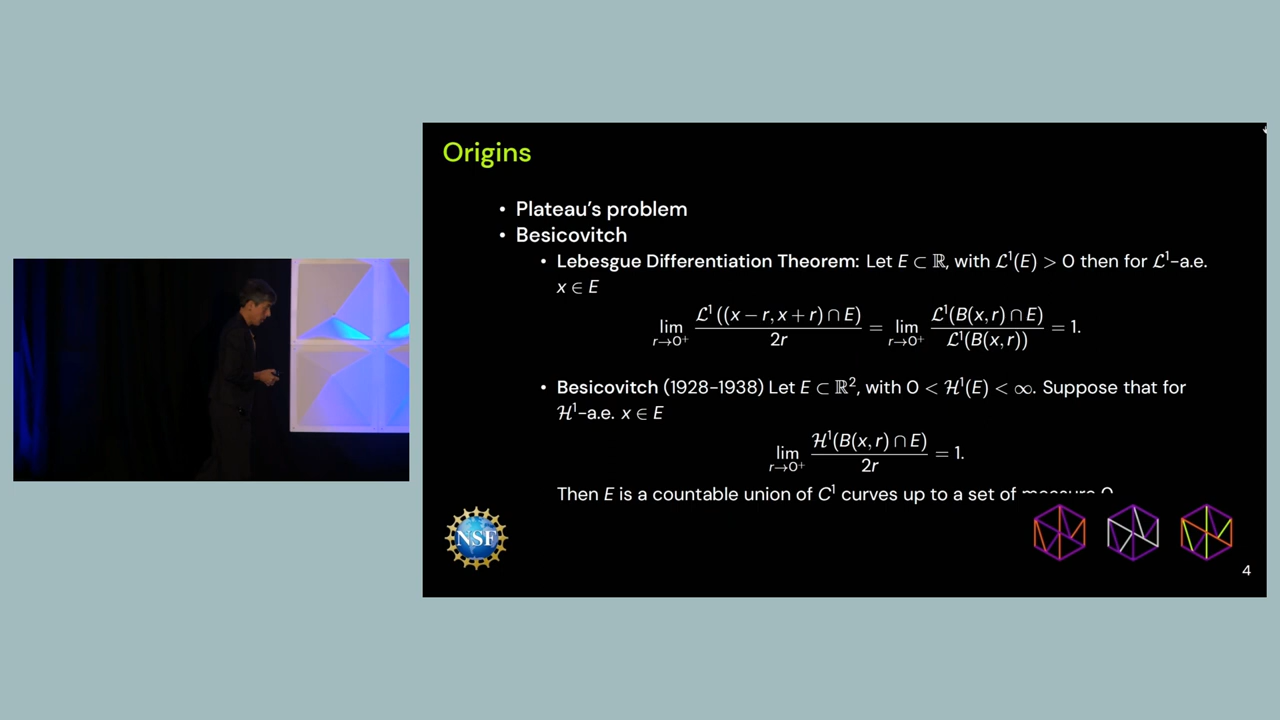 Origins
• Plateau's problem
• Besicovitch
• Lebesgue Differentiation Theorem: Let E ⊂ ℝ, with ℒ¹(E) > 0 then for ℒ¹-a.e.
x ∈ E
lim_{r→0⁺} ℒ¹((x − r, x + r) ∩ E) / 2r = lim_{r→0⁺} ℒ¹(B(x, r) ∩ E) / ℒ¹(B(x, r)) = 1.
• Besicovitch (1928-1938) Let E ⊂ ℝ², with 0 < ℋ¹(E) < ∞. Suppose that for
ℋ¹-a.e. x ∈ E
lim_{r→0⁺} ℋ¹(B(x, r) ∩ E) / 2r = 1.
Then E is a countable union of C¹ curves up to a set of measure 0
NSF
4